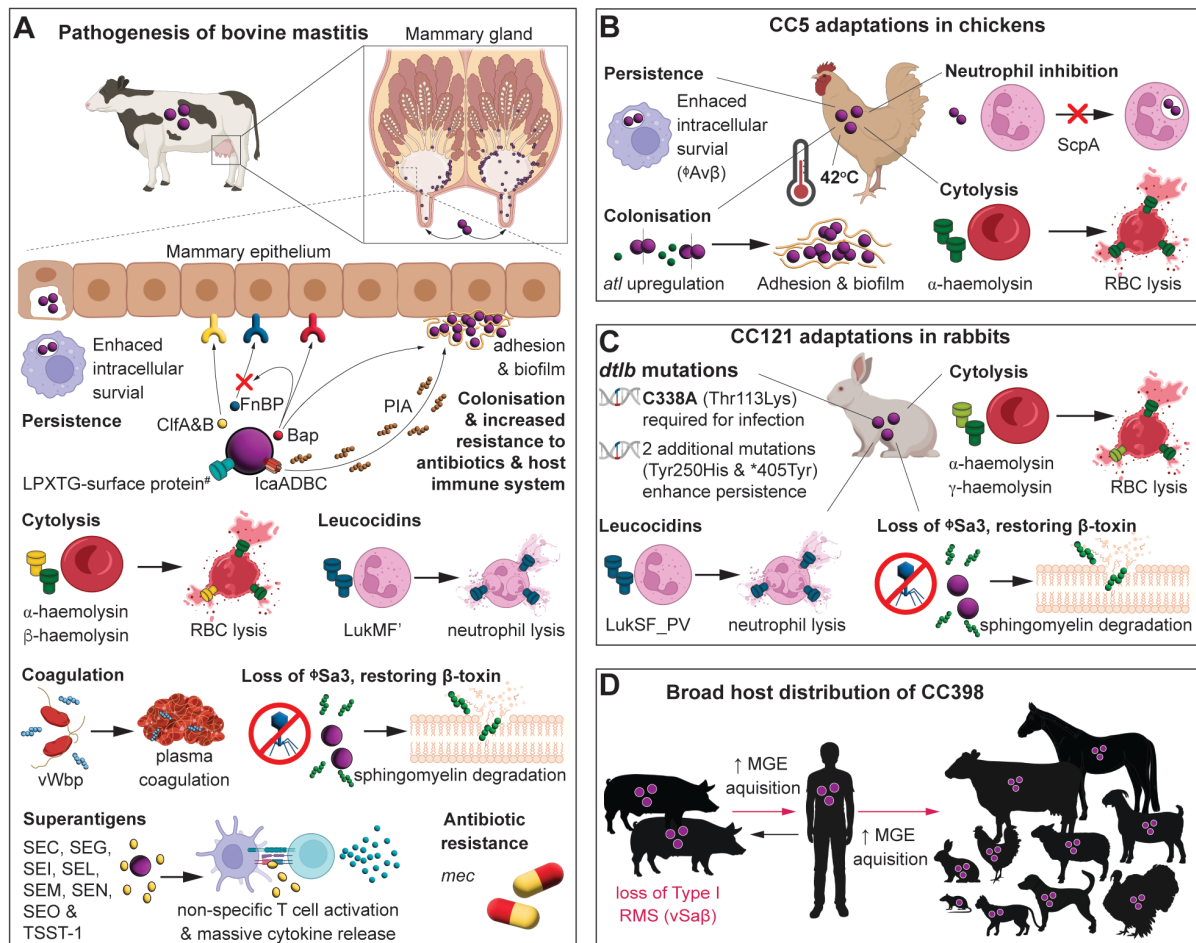 A
Pathogenesis of bovine mastitis
Mammary gland
Mammary epithelium
Enhaced
intracellular
survial
Persistence
ClfA&B
FnBP
Bap
PIA
LPXTG-surface protein#
IcaADBC
adhesion
& biofilm
Colonisation
& increased
resistance to
antibiotics & host
immune system
Cytolysis
α-haemolysin
β-haemolysin
RBC lysis
Leucocidins
LukMF'
neutrophil lysis
Coagulation
vWbp
plasma
coagulation
Loss of ᶲSa3, restoring β-toxin
sphingomyelin degradation
Superantigens
SEC, SEG,
SEI, SEL,
SEM, SEN,
SEO &
TSST-1
non-specific T cell activation
& massive cytokine release
Antibiotic
resistance
mec
B
CC5 adaptations in chickens
Persistence
Enhaced
intracellular
survial
(ᶲAvβ)
Neutrophil inhibition
ScpA
42°C
Colonisation
atl upregulation
Adhesion & biofilm
Cytolysis
α-haemolysin
RBC lysis
C
CC121 adaptations in rabbits
dtlb mutations
C338A (Thr113Lys)
required for infection
2 additional mutations
(Tyr250His & *405Tyr)
enhance persistence
Cytolysis
α-haemolysin
γ-haemolysin
RBC lysis
Leucocidins
LukSF_PV
neutrophil lysis
Loss of ᶲSa3, restoring β-toxin
sphingomyelin degradation
D
Broad host distribution of CC398
↑ MGE
aquisition
↑ MGE
aquisition
loss of Type I
RMS (vSaβ)